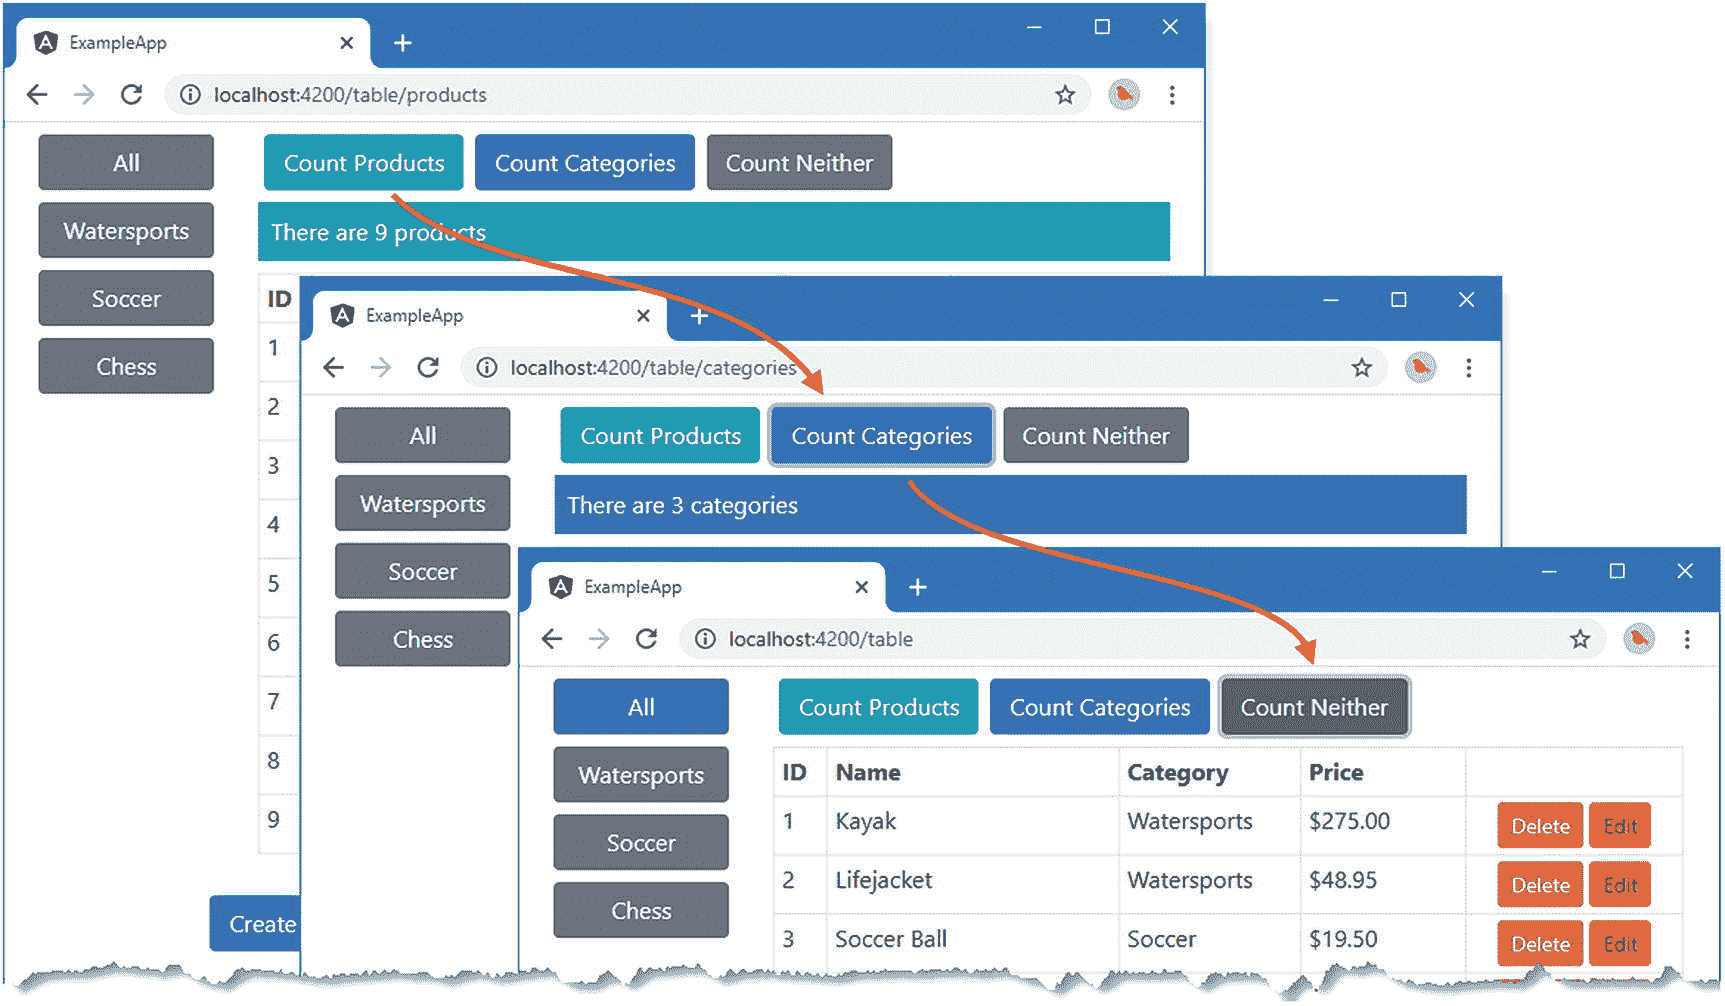 ExampleApp
localhost:4200/table/products
All
Count Products Count Categories Count Neither
There are 9 products
Watersports
Soccer
Chess
ID
1
2
3
4
5
6
7
8
9
Create
ExampleApp
localhost:4200/table/categories
All
Count Products Count Categories Count Neither
There are 3 categories
Watersports
Soccer
Chess
ExampleApp
localhost:4200/table
All
Watersports
Soccer
Chess
Count Products Count Categories Count Neither
ID Name Category Price
1 Kayak Watersports $275.00 Delete Edit
2 Lifejacket Watersports $48.95 Delete Edit
3 Soccer Ball Soccer $19.50 Delete Edit